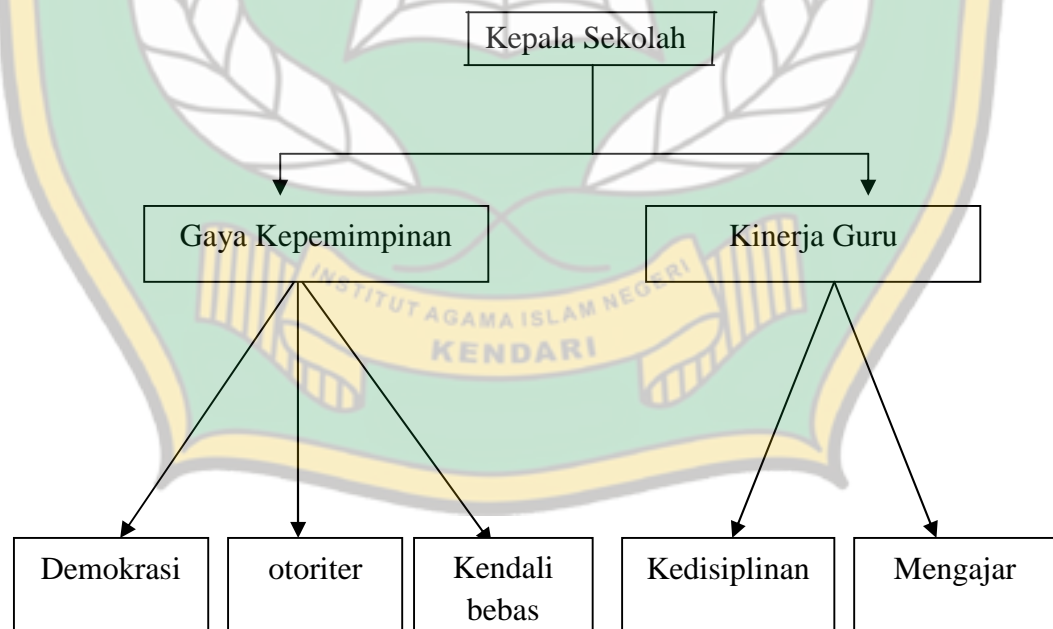 Kepala Sekolah
Gaya Kepemimpinan
Kinerja Guru
INSTITUT AGAMA ISLAM NEGERI
KENDARI
Demokrasi
otoriter
Kendali
bebas
Kedisiplinan
Mengajar